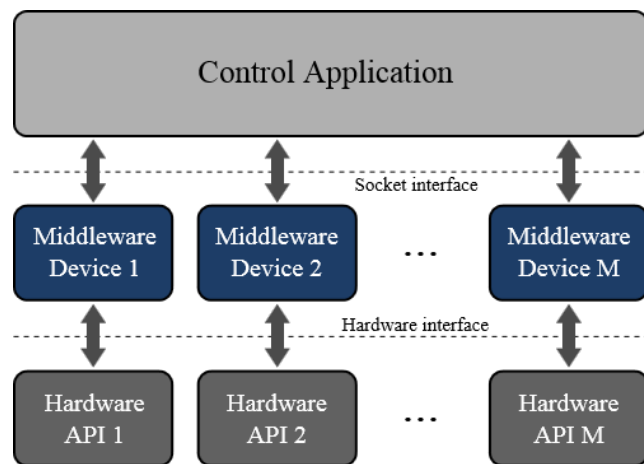 Control Application
Socket interface
Middleware
Device 1
Middleware
Device 2
...
Middleware
Device M
Hardware interface
Hardware
API 1
Hardware
API 2
...
Hardware
API M